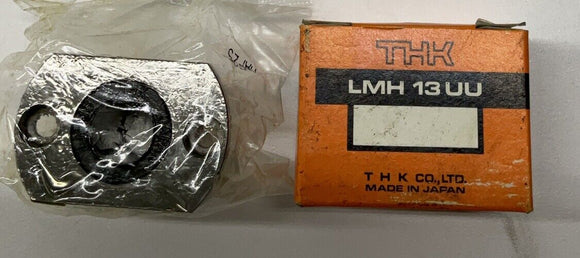 THK
LMH 13 UU
T H K CO., LTD.
MADE IN JAPAN